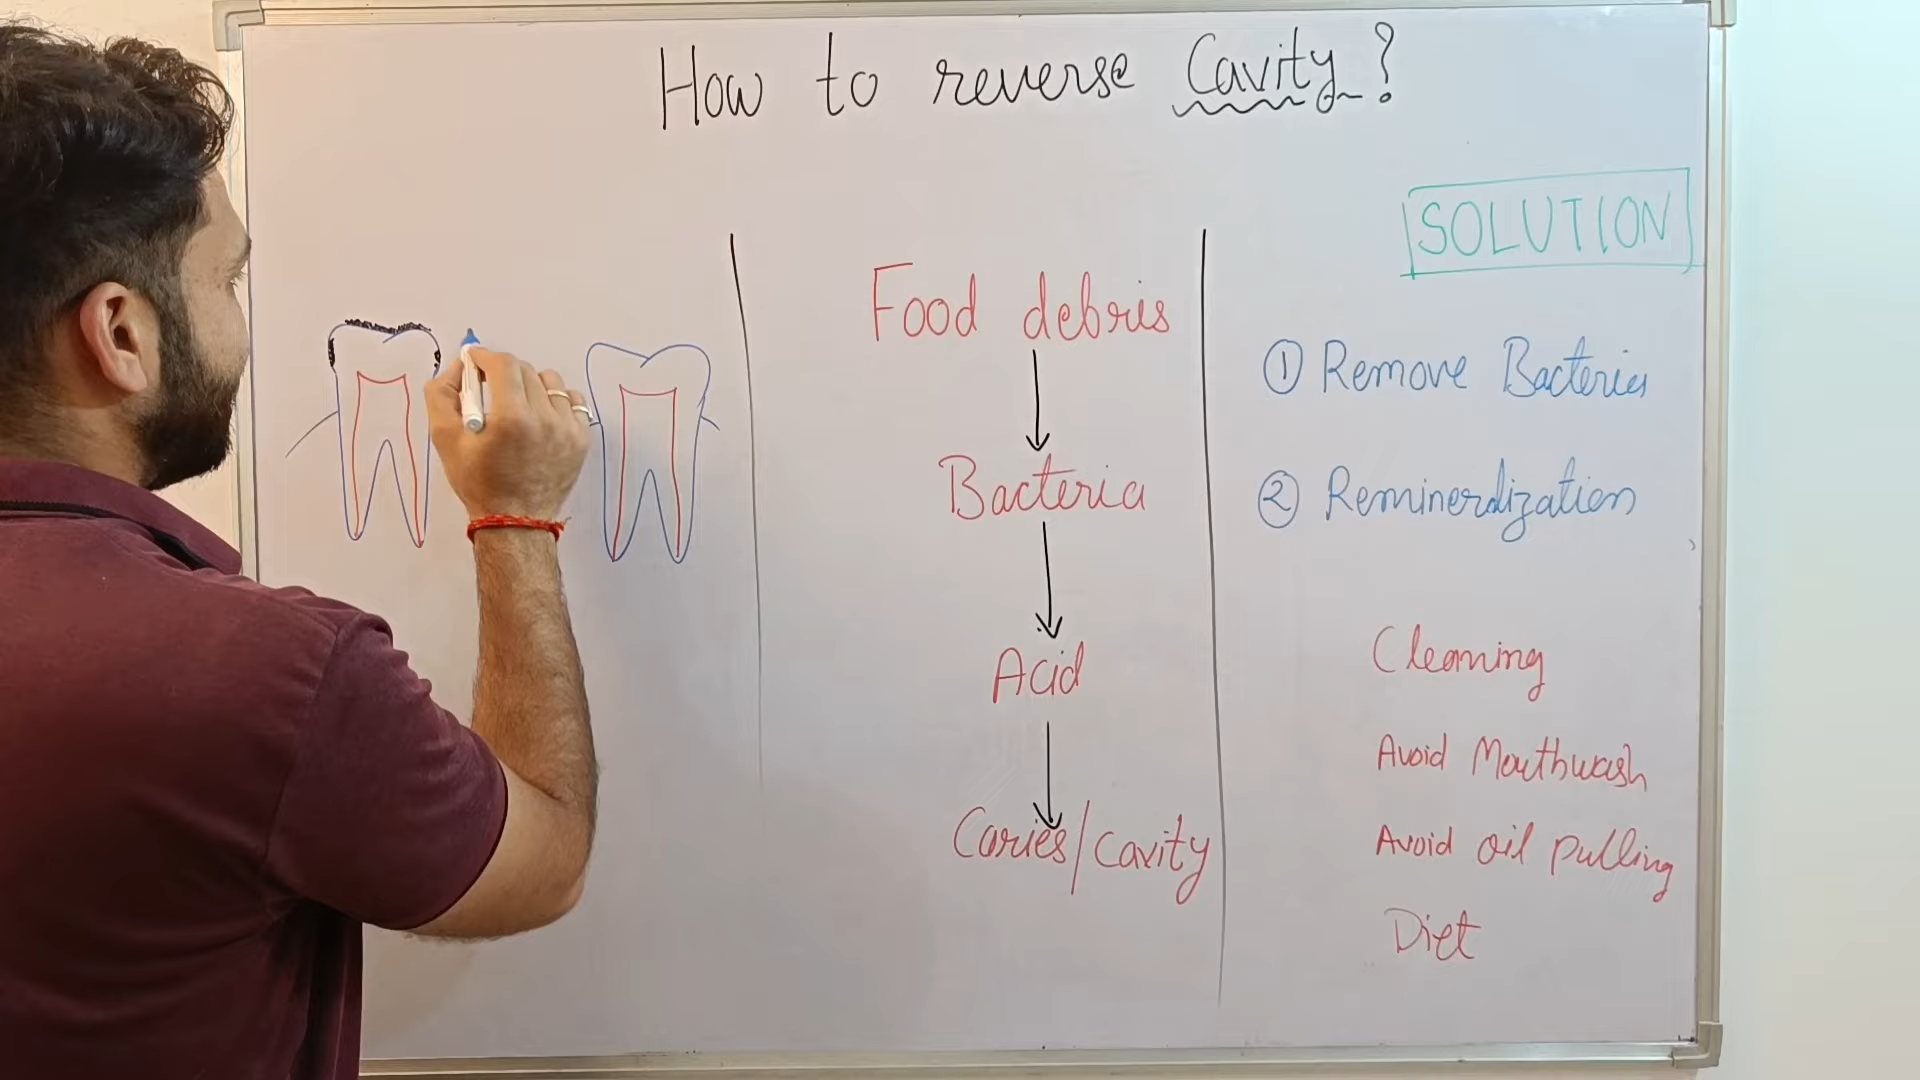 How to reverse Cavity?
Food debris
Bacteria
Acid
Caries/cavity
SOLUTION
① Remove Bacteria
② Remineralization
Cleaning
Avoid Mouthwash
Avoid oil pulling
Diet